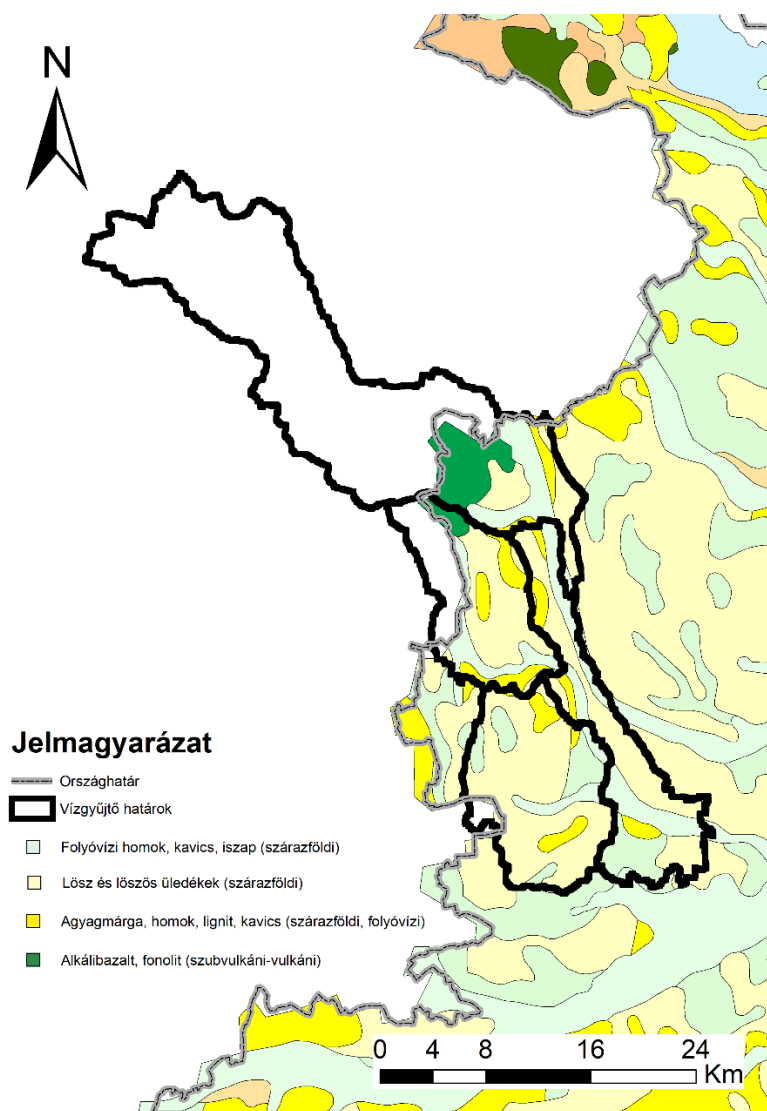 N
Jelmagyarázat
Országhatár
Vízgyűjtő határok
Folyóvízi homok, kavics, iszap (szárazföldi)
Lösz és löszös üledékek (szárazföldi)
Agyagmárga, homok, lignit, kavics (szárazföldi, folyóvízi)
Alkálibazalt, fonolit (szubvulkáni-vulkáni)
0 4 8 16 24
Km